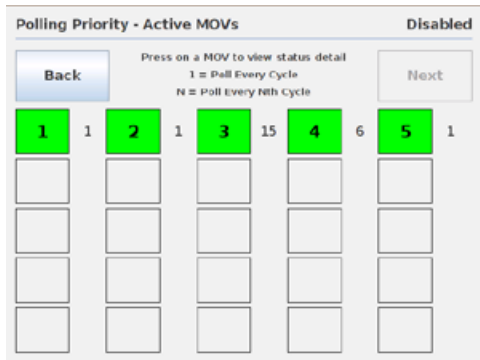 Polling Priority - Active MOVs Disabled
Back
Press on a MOV to view status detail
1 = Poll Every Cycle
N = Poll Every Nth Cycle
Next
1 1 2 1 3 15 4 6 5 1